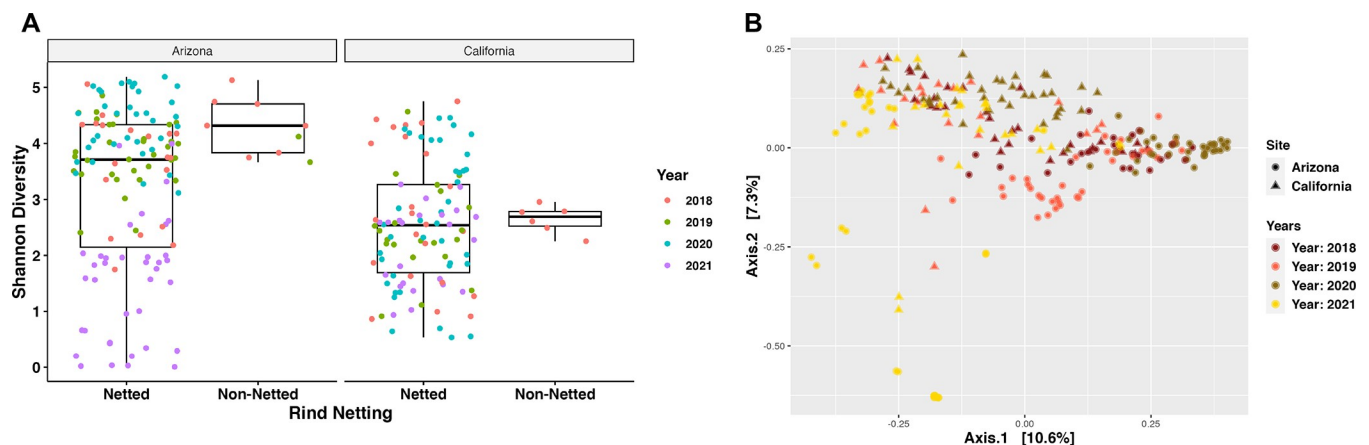 A
Arizona
California
Shannon Diversity
5
4
3
2
1
0
Netted
Non-Netted
Netted
Non-Netted
Rind Netting
Year
2018
2019
2020
2021
B
Axis.2 [7.3%]
0.25
0.00
-0.25
-0.50
-0.25
0.00
0.25
Axis.1 [10.6%]
Site
Arizona
California
Years
Year: 2018
Year: 2019
Year: 2020
Year: 2021